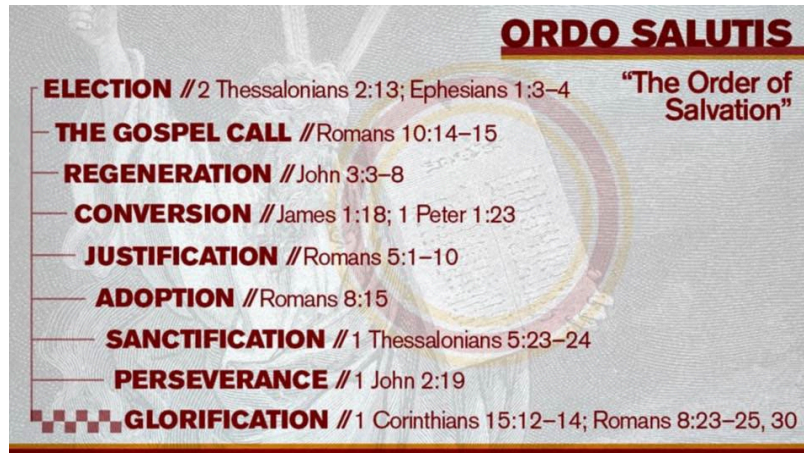 ORDO SALUTIS
“The Order of
Salvation”
ELECTION // 2 Thessalonians 2:13; Ephesians 1:3–4
THE GOSPEL CALL // Romans 10:14–15
REGENERATION // John 3:3–8
CONVERSION // James 1:18; 1 Peter 1:23
JUSTIFICATION // Romans 5:1–10
ADOPTION // Romans 8:15
SANCTIFICATION // 1 Thessalonians 5:23–24
PERSEVERANCE // 1 John 2:19
GLORIFICATION // 1 Corinthians 15:12–14; Romans 8:23–25, 30